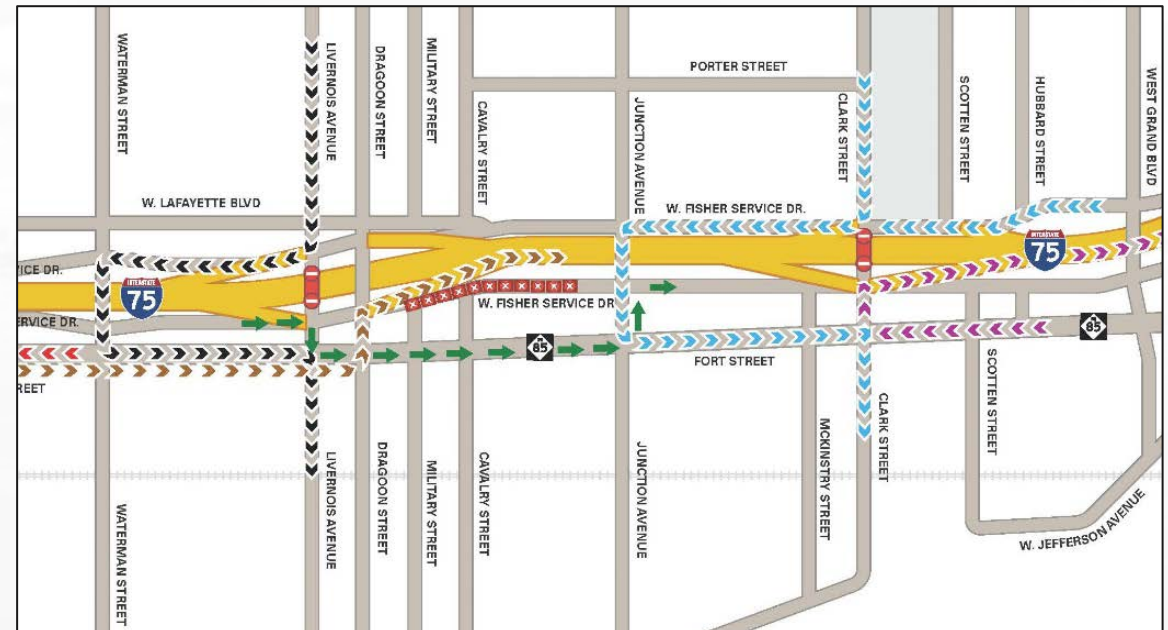 WATERMAN STREET
LIVERNOIS AVENUE
DRAGOON STREET
MILITARY STREET
CAVALRY STREET
PORTER STREET
JUNCTION AVENUE
CLARK STREET
SCOTTEN STREET
HUBBARD STREET
WEST GRAND BLVD
W. LAFAYETTE BLVD
W. FISHER SERVICE DR.
VICE DR.
INTERSTATE
75
INTERSTATE
75
W. FISHER SERVICE DR
ERVICE DR.
85
85
REET
FORT STREET
WATERMAN STREET
LIVERNOIS AVENUE
DRAGOON STREET
MILITARY STREET
CAVALRY STREET
JUNCTION AVENUE
MCKINSTRY STREET
CLARK STREET
SCOTTEN STREET
W. JEFFERSON AVENUE